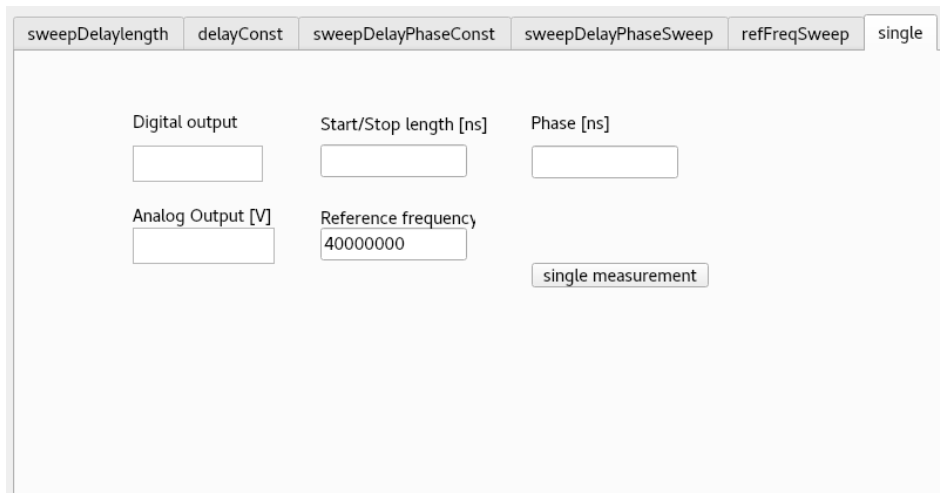 sweepDelaylength delayConst sweepDelayPhaseConst sweepDelayPhaseSweep refFreqSweep single
Digital output Start/Stop length [ns] Phase [ns]
Analog Output [V] Reference frequency
40000000
single measurement